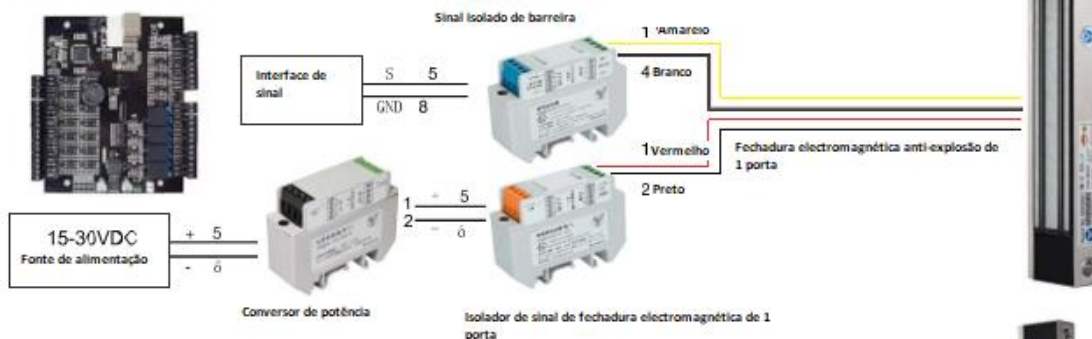 Sinal isolado de barreira
1 Amarelo
4 Branco
Interface de
sinal
S 5
GND 8
1 Vermelho
2 Preto
Fechadura electromagnética anti-explosão de
1 porta
15-30VDC
Fonte de alimentação
+ 5
- ó
1 + 5
2 - ó
Conversor de potência
Isolador de sinal de fechadura electromagnética de 1
porta